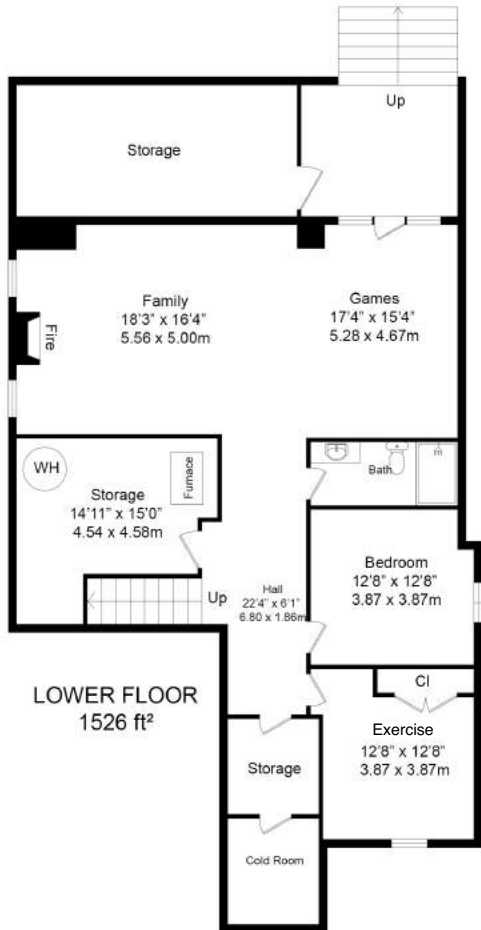 Up
Storage
Family
18'3" x 16'4"
5.56 x 5.00m
Games
17'4" x 15'4"
5.28 x 4.67m
Fire
WH
Furnace
Storage
14'11" x 15'0"
4.54 x 4.58m
Bath
Bedroom
12'8" x 12'8"
3.87 x 3.87m
Hall
22'4" x 6'1"
6.80 x 1.86m
Up
LOWER FLOOR
1526 ft²
Cl
Exercise
12'8" x 12'8"
3.87 x 3.87m
Storage
Cold Room